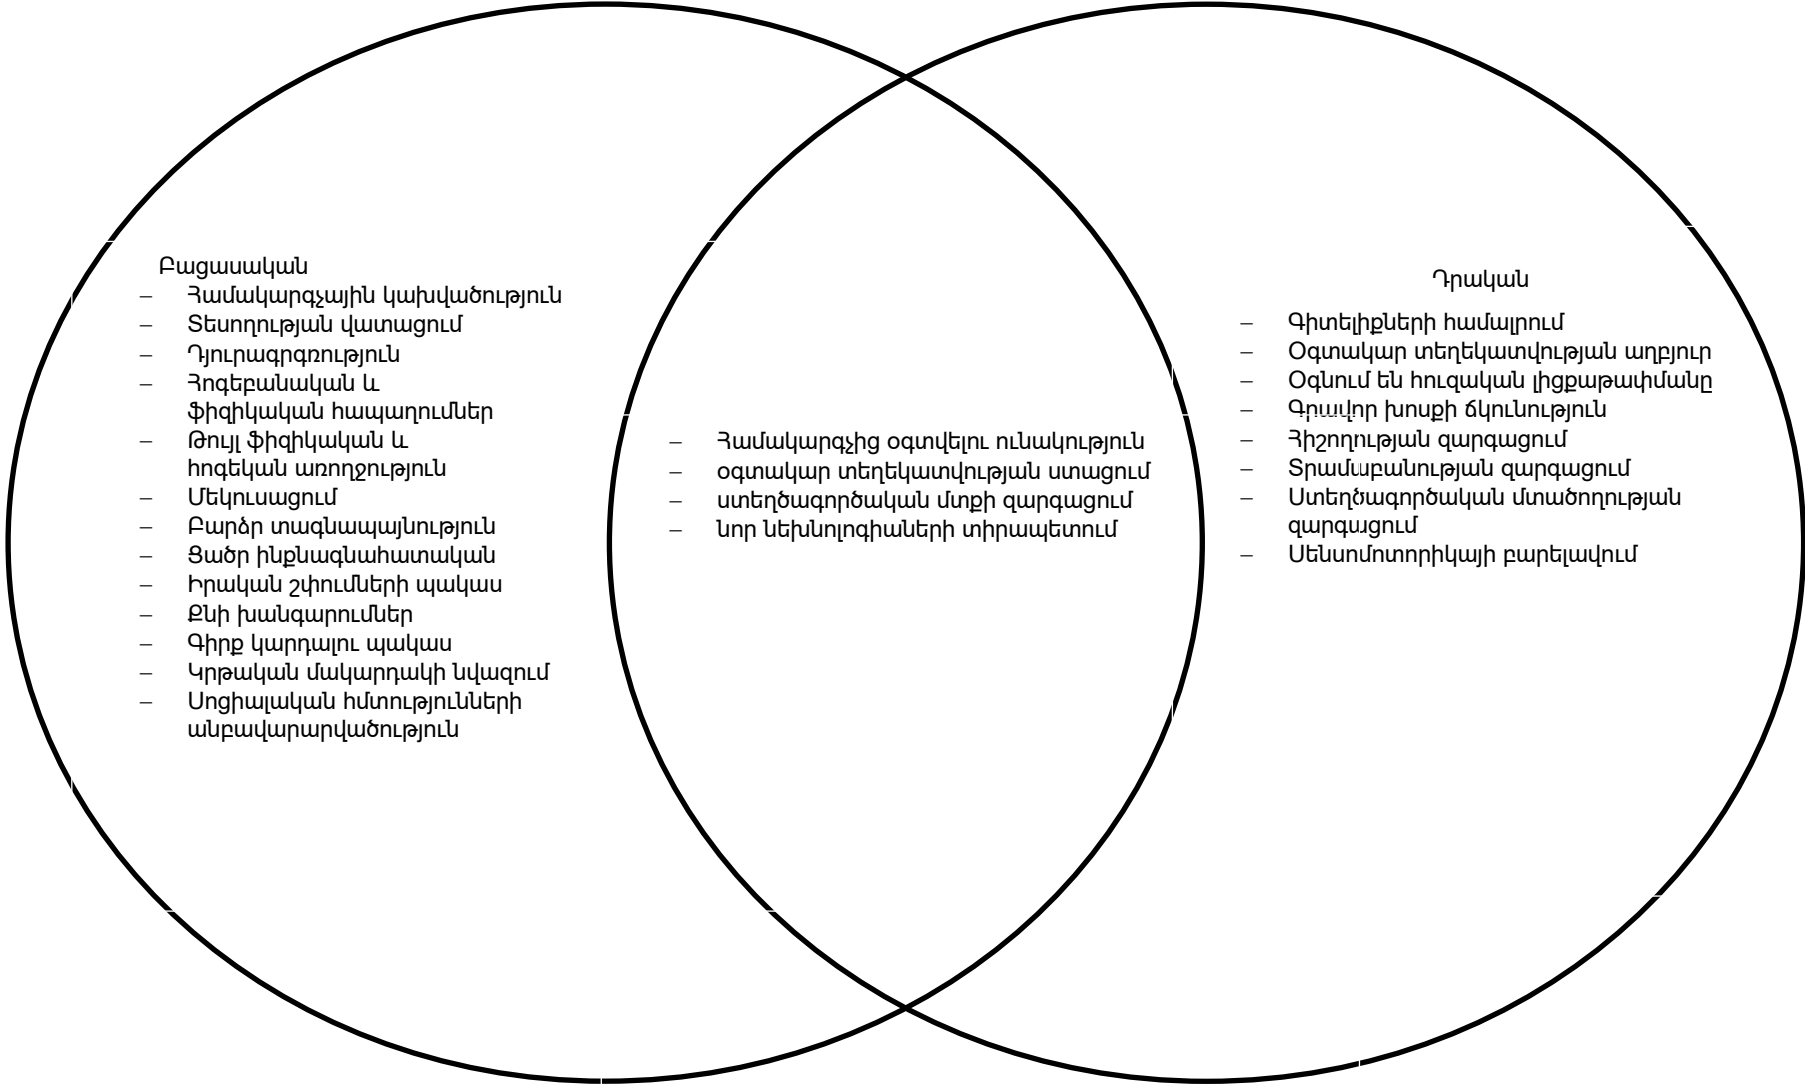 Բացասական
– Համակարգչային կախվածություն
– Տեսողության վատացում
– Դյուրագրգռություն
– Հոգեբանական և
ֆիզիկական հապաղումներ
– Թույլ ֆիզիկական և
հոգեկան առողջություն
– Մեկուսացում
– Բարձր տագնապայնություն
– Ցածր ինքնագնահատական
– Իրական շփումների պակաս
– Քնի խանգարումներ
– Գիրք կարդալու պակաս
– Կրթական մակարդակի նվազում
– Սոցիալական հմտությունների
անբավարարվածություն
– Համակարգչից օգտվելու ունակություն
– օգտակար տեղեկատվության ստացում
– ստեղծագործական մտքի զարգացում
– նոր նեխնոլոգիաների տիրապետում
Դրական
– Գիտելիքների համալրում
– Օգտակար տեղեկատվության աղբյուր
– Օգնում են հուզական լիցքաթափմանը
– Գրավոր խոսքի ճկունություն
– Հիշողության զարգացում
– Տրամաբանության զարգացում
– Ստեղծագործական մտածողության
զարգացում
– Սենսոմոտորիկայի բարելավում